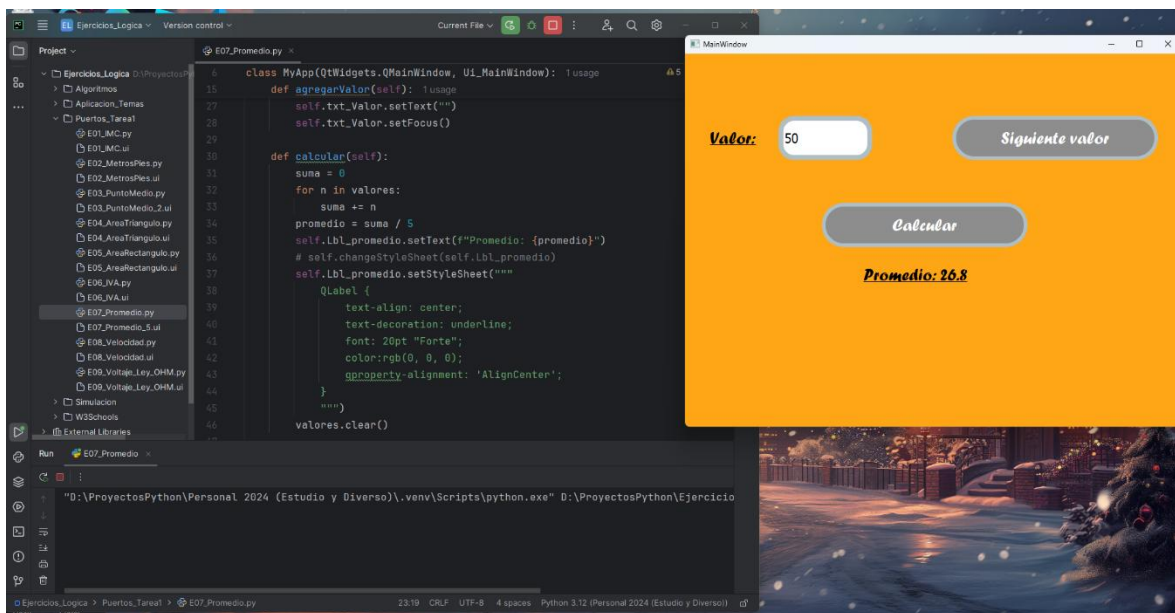 EL Ejercicios_Logica Version control Current File
Project
Ejercicios_Logica
Algoritmos
Aplicacion_Temas
Puertos_Tarea1
E01_IMC.py
E01_IMC.ui
E02_MetrosPies.py
E02_MetrosPies.ui
E03_PuntoMedio.py
E03_PuntoMedio_2.ui
E04_AreaTriangulo.py
E04_AreaTriangulo.ui
E05_AreaRectangulo.py
E05_AreaRectangulo.ui
E06_IVA.py
E06_IVA.ui
E07_Promedio.py
E07_Promedio_5.ui
E08_Velocidad.py
E08_Velocidad.ui
E09_Voltaje_Ley_OHM.py
E09_Voltaje_Ley_OHM.ui
Simulacion
W3Schools
External Libraries
E07_Promedio.py
6 class MyApp(QtWidgets.QMainWindow, Ui_MainWindow): 1 usage
15 def agregarValor(self): 1 usage
27 self.txt_Valor.setText("")
28 self.txt_Valor.setFocus()
29
30 def calcular(self):
31 suma = 0
32 for n in valores:
33 suma += n
34 promedio = suma / 5
35 self.Lbl_promedio.setText(f"Promedio: {promedio}")
36 # self.changeStyleSheet(self.Lbl_promedio)
37 self.Lbl_promedio.setStyleSheet("""
38 QLabel {
39 text-align: center;
40 text-decoration: underline;
41 font: 20pt "Forte";
42 color:rgb(0, 0, 0);
43 qproperty-alignment: 'AlignCenter';
44 }
45 """)
46 valores.clear()
MainWindow
Valor: 50 Siguiente valor
Calcular
Promedio: 26.8
Run E07_Promedio
"D:\ProyectosPython\Personal 2024 (Estudio y Diverso)\.venv\Scripts\python.exe" D:\ProyectosPython\Ejercicio
Ejercicios_Logica > Puertos_Tarea1 > E07_Promedio.py 23:19 CRLF UTF-8 4 spaces Python 3.12 (Personal 2024 (Estudio y Diverso))